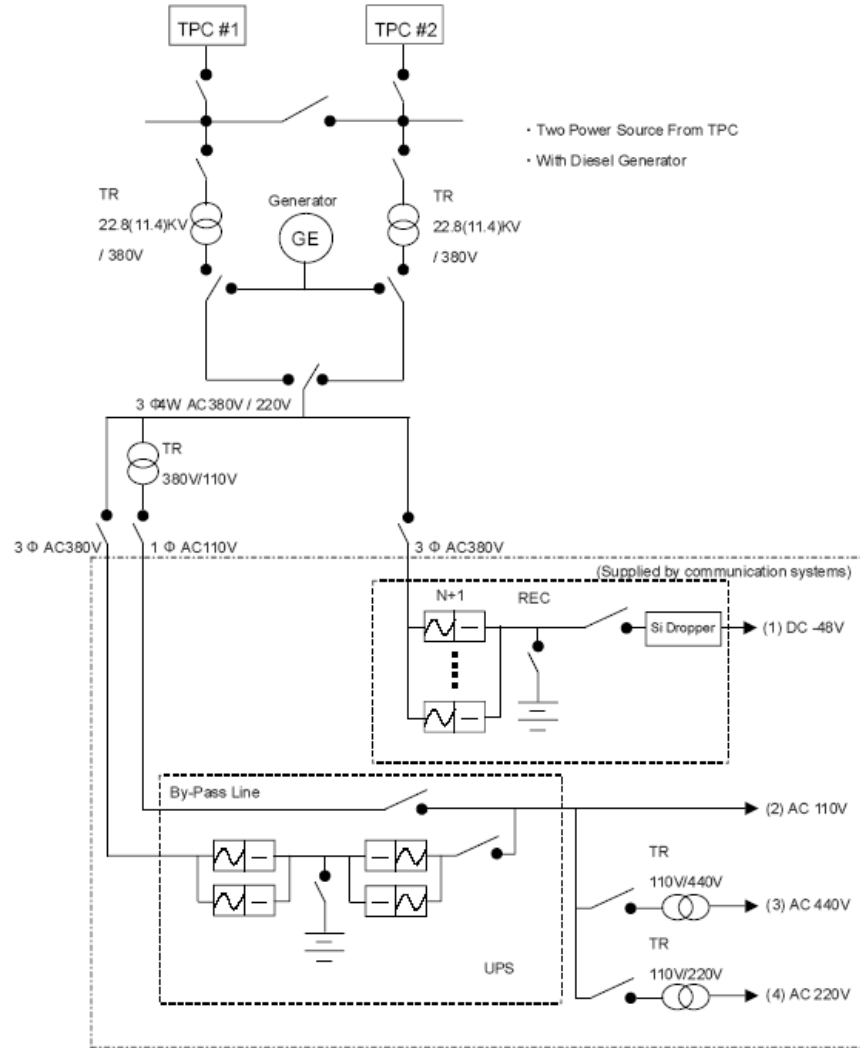 TPC #1
TPC #2
・Two Power Source From TPC
・With Diesel Generator
TR
22.8(11.4)KV
/ 380V
Generator
GE
TR
22.8(11.4)KV
/ 380V
3 Φ4W AC380V / 220V
TR
380V/110V
3 Φ AC380V
1 Φ AC110V
3 Φ AC380V
(Supplied by communication systems)
N+1
REC
Si Dropper
(1) DC -48V
By-Pass Line
(2) AC 110V
TR
110V/440V
(3) AC 440V
TR
110V/220V
(4) AC 220V
UPS